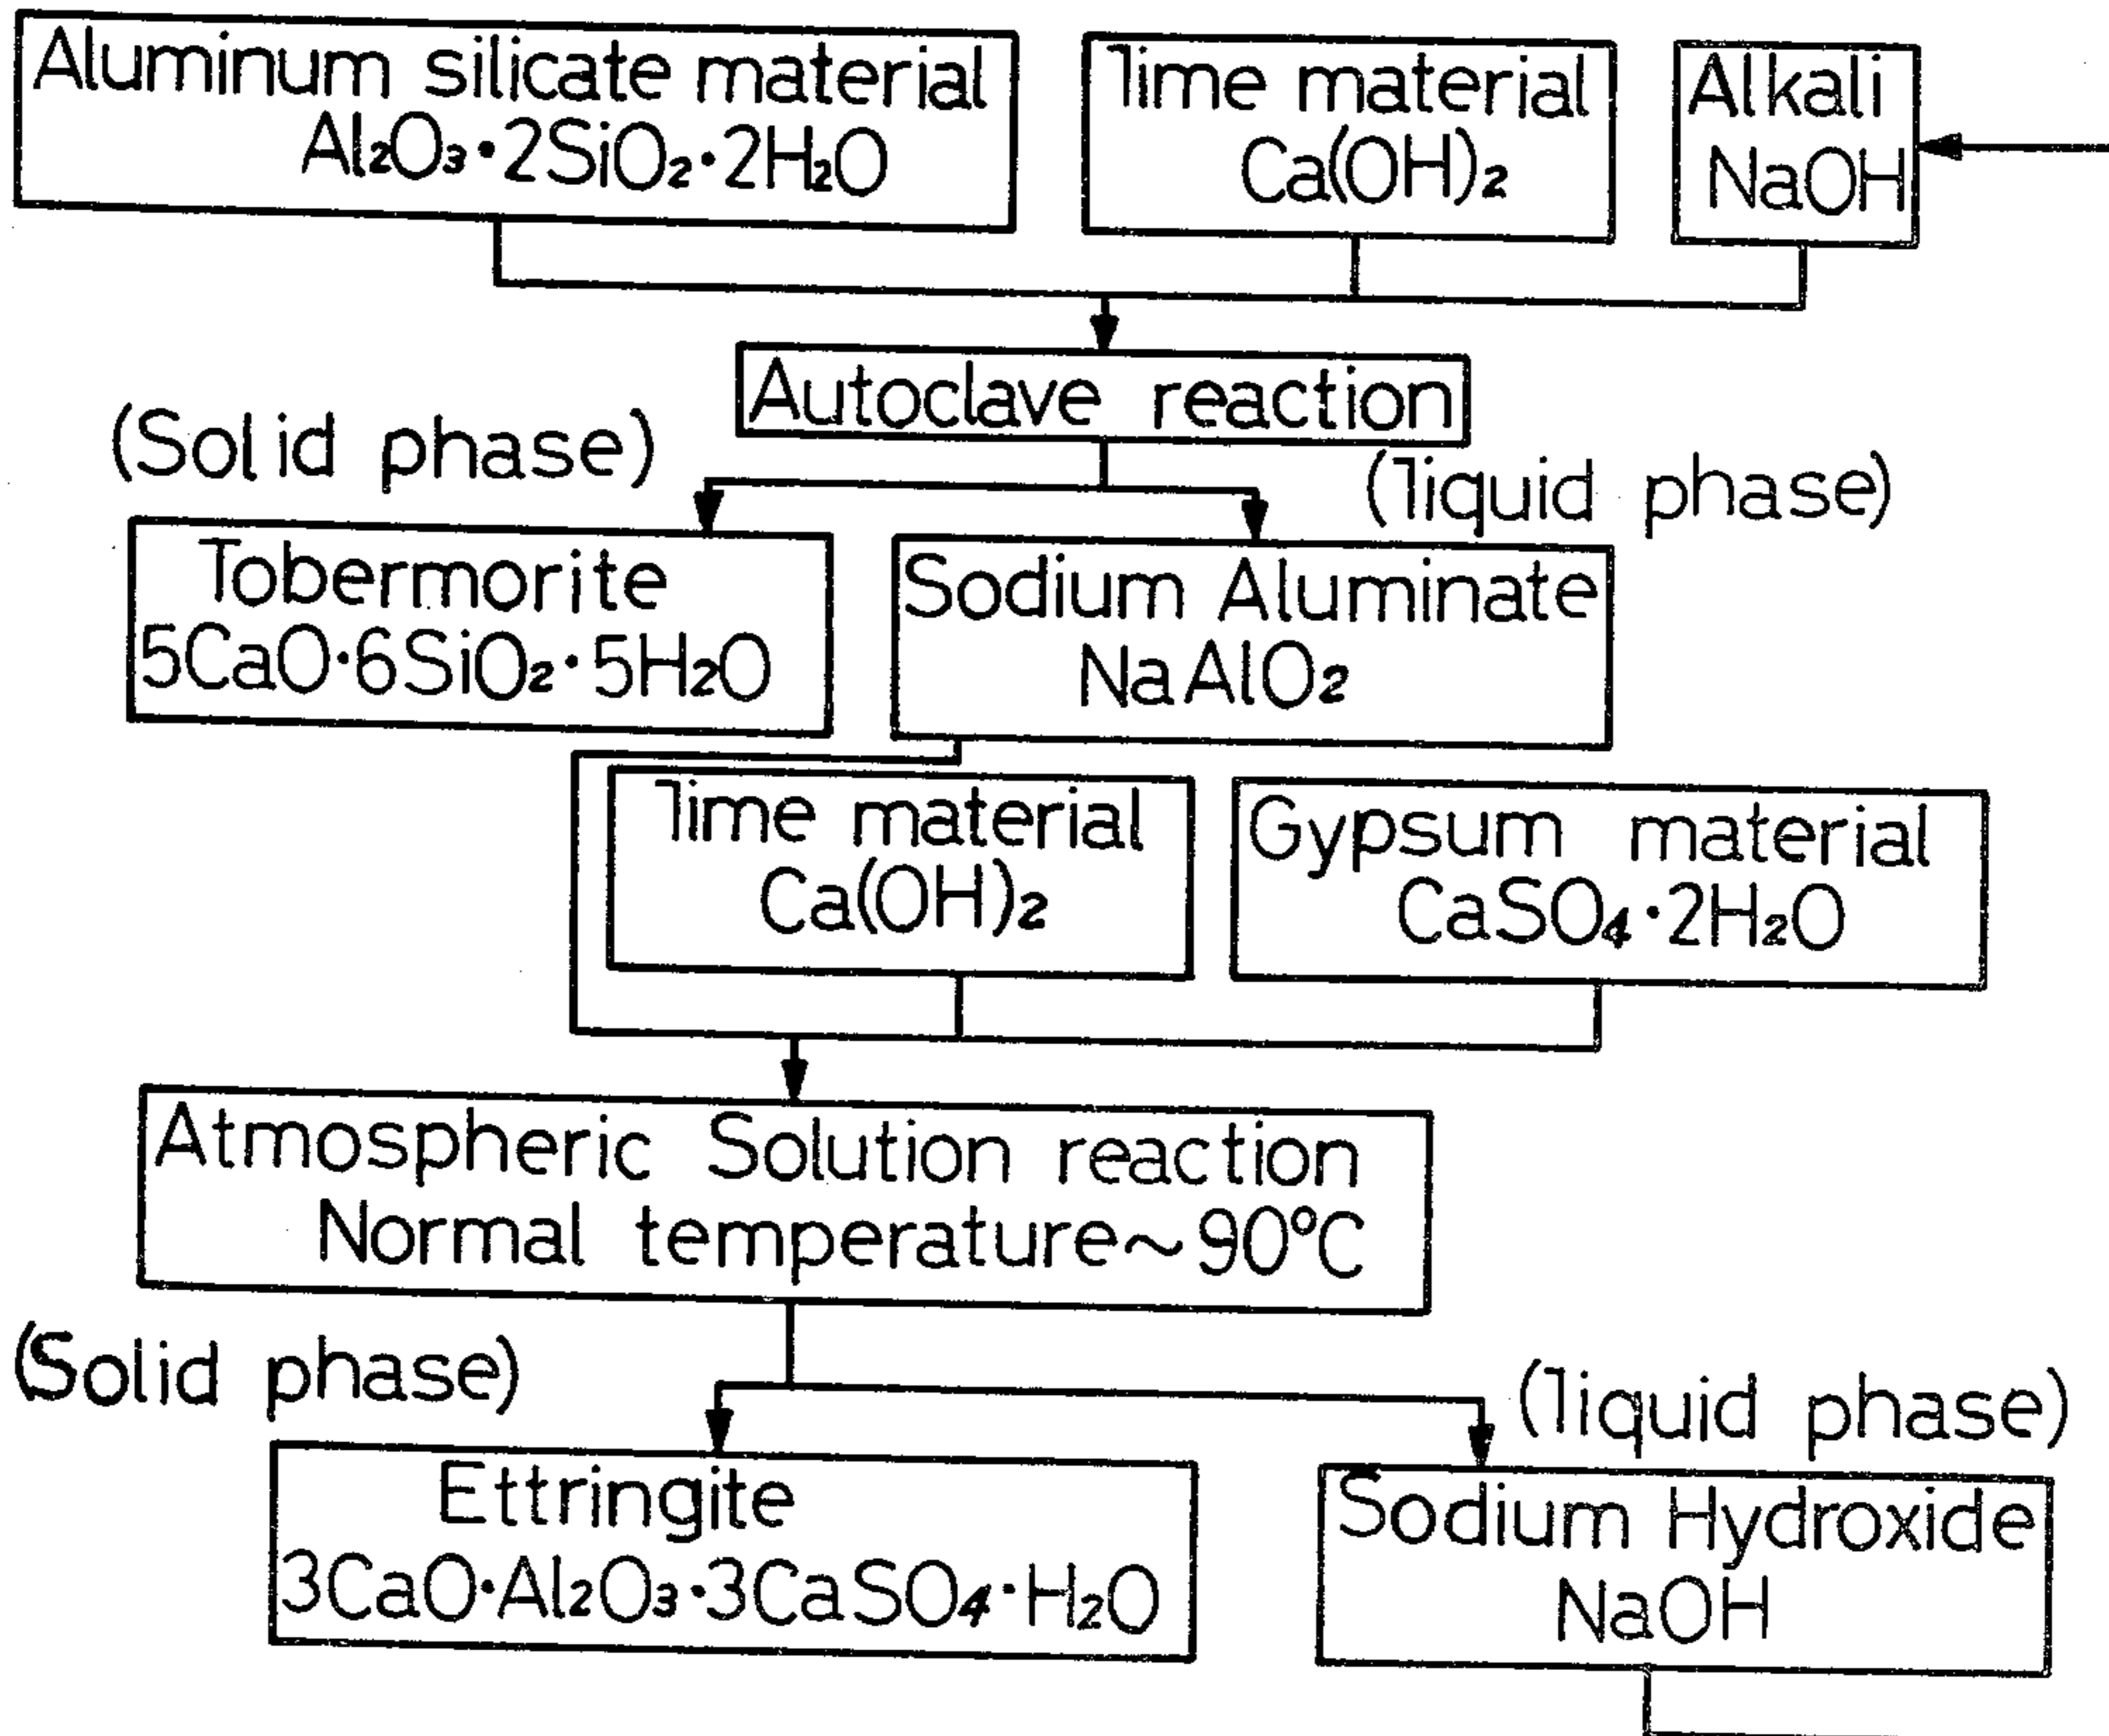 Aluminum silicate material
Al₂O₃·2SiO₂·2H₂O
lime material
Ca(OH)₂
Alkali
NaOH
Autoclave reaction
(Solid phase)
(liquid phase)
Tobermorite
5CaO·6SiO₂·5H₂O
Sodium Aluminate
NaAlO₂
lime material
Ca(OH)₂
Gypsum material
CaSO₄·2H₂O
Atmospheric Solution reaction
Normal temperature~90°C
(Solid phase)
(liquid phase)
Ettringite
3CaO·Al₂O₃·3CaSO₄·H₂O
Sodium Hydroxide
NaOH